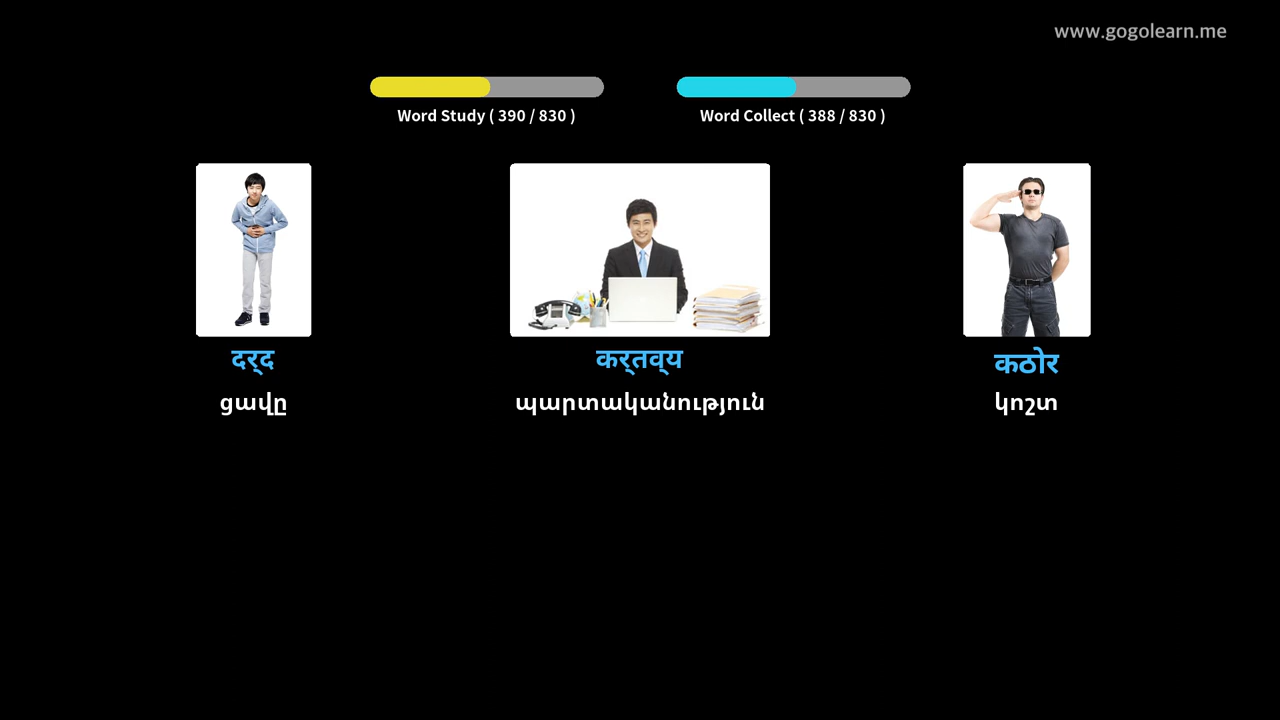 www.gogolearn.me
Word Study ( 390 / 830 )
Word Collect ( 388 / 830 )
दर्द
कर्तव्य
कठोर
ցավը
պարտականություն
կոշտ